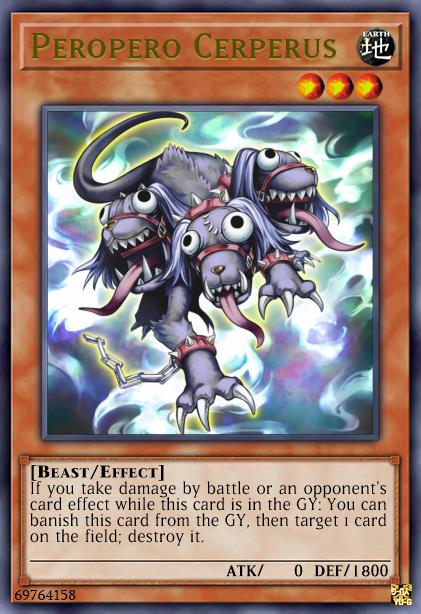 Peropero Cerperus
EARTH
地
[Beast/Effect]
If you take damage by battle or an opponent's
card effect while this card is in the GY: You can
banish this card from the GY, then target 1 card
on the field; destroy it.
ATK/ 0 DEF/1800
69764158